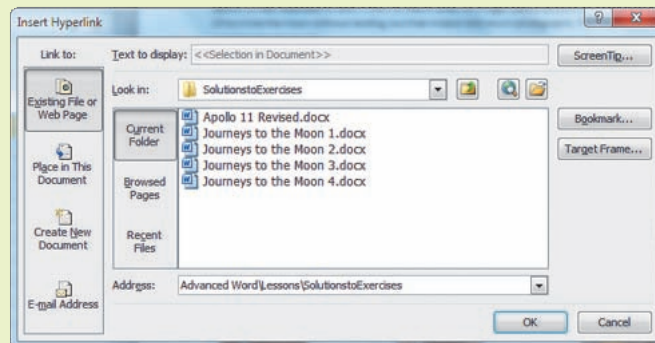 Insert Hyperlink
Link to:
Text to display: <<Selection in Document>>
ScreenTip...
Existing File or
Web Page
Look in: SolutionstoExercises
Current
Folder
Apollo 11 Revised.docx
Journeys to the Moon 1.docx
Journeys to the Moon 2.docx
Journeys to the Moon 3.docx
Journeys to the Moon 4.docx
Bookmark...
Target Frame...
Place in This
Document
Browsed
Pages
Create New
Document
Recent
Files
E-mail Address
Address: Advanced Word\Lessons\SolutionstoExercises
OK
Cancel